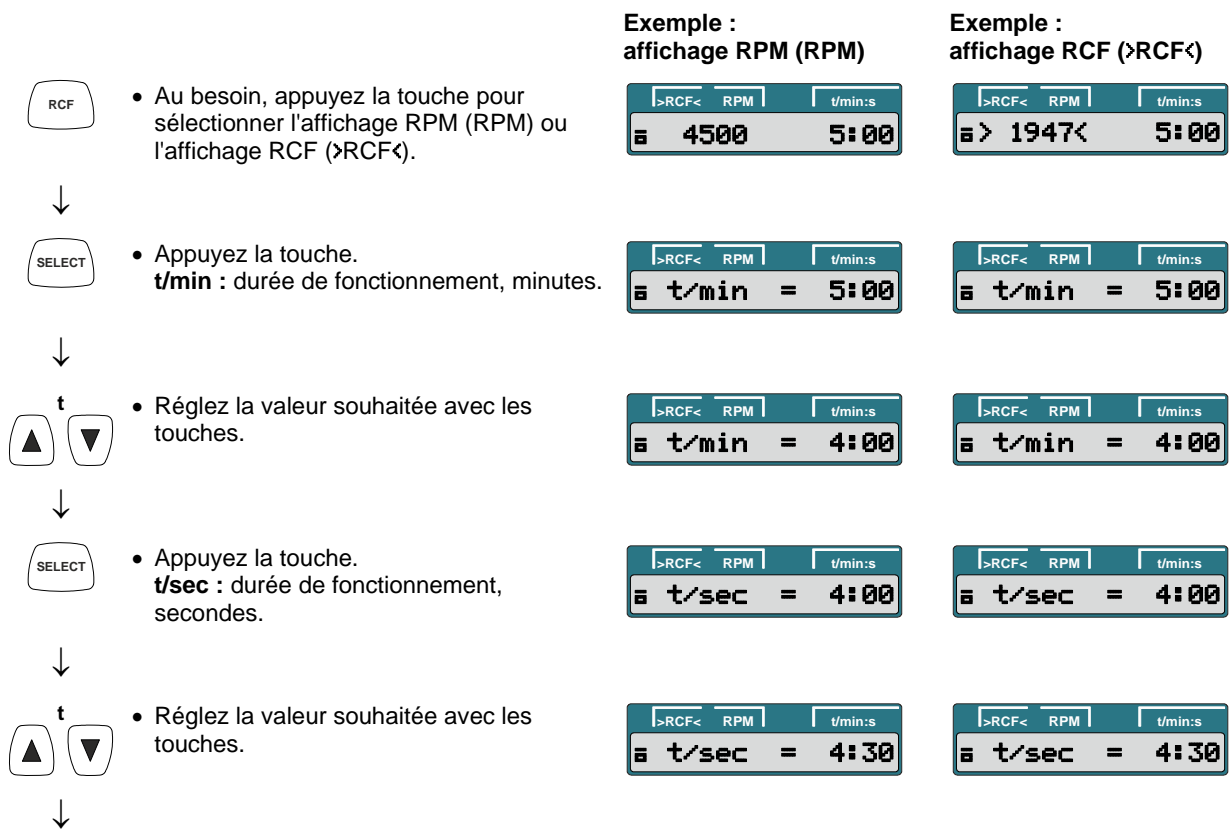 Exemple :
affichage RPM (RPM)
Exemple :
affichage RCF (>RCF<)
RCF
• Au besoin, appuyez la touche pour
sélectionner l'affichage RPM (RPM) ou
l'affichage RCF (>RCF<).
>RCF< RPM t/min:s
4500 5:00
>RCF< RPM t/min:s
> 1947< 5:00
↓
SELECT
• Appuyez la touche.
t/min : durée de fonctionnement, minutes.
>RCF< RPM t/min:s
t/min = 5:00
>RCF< RPM t/min:s
t/min = 5:00
↓
t
▲ ▼
• Réglez la valeur souhaitée avec les
touches.
>RCF< RPM t/min:s
t/min = 4:00
>RCF< RPM t/min:s
t/min = 4:00
↓
SELECT
• Appuyez la touche.
t/sec : durée de fonctionnement,
secondes.
>RCF< RPM t/min:s
t/sec = 4:00
>RCF< RPM t/min:s
t/sec = 4:00
↓
t
▲ ▼
• Réglez la valeur souhaitée avec les
touches.
>RCF< RPM t/min:s
t/sec = 4:30
>RCF< RPM t/min:s
t/sec = 4:30
↓